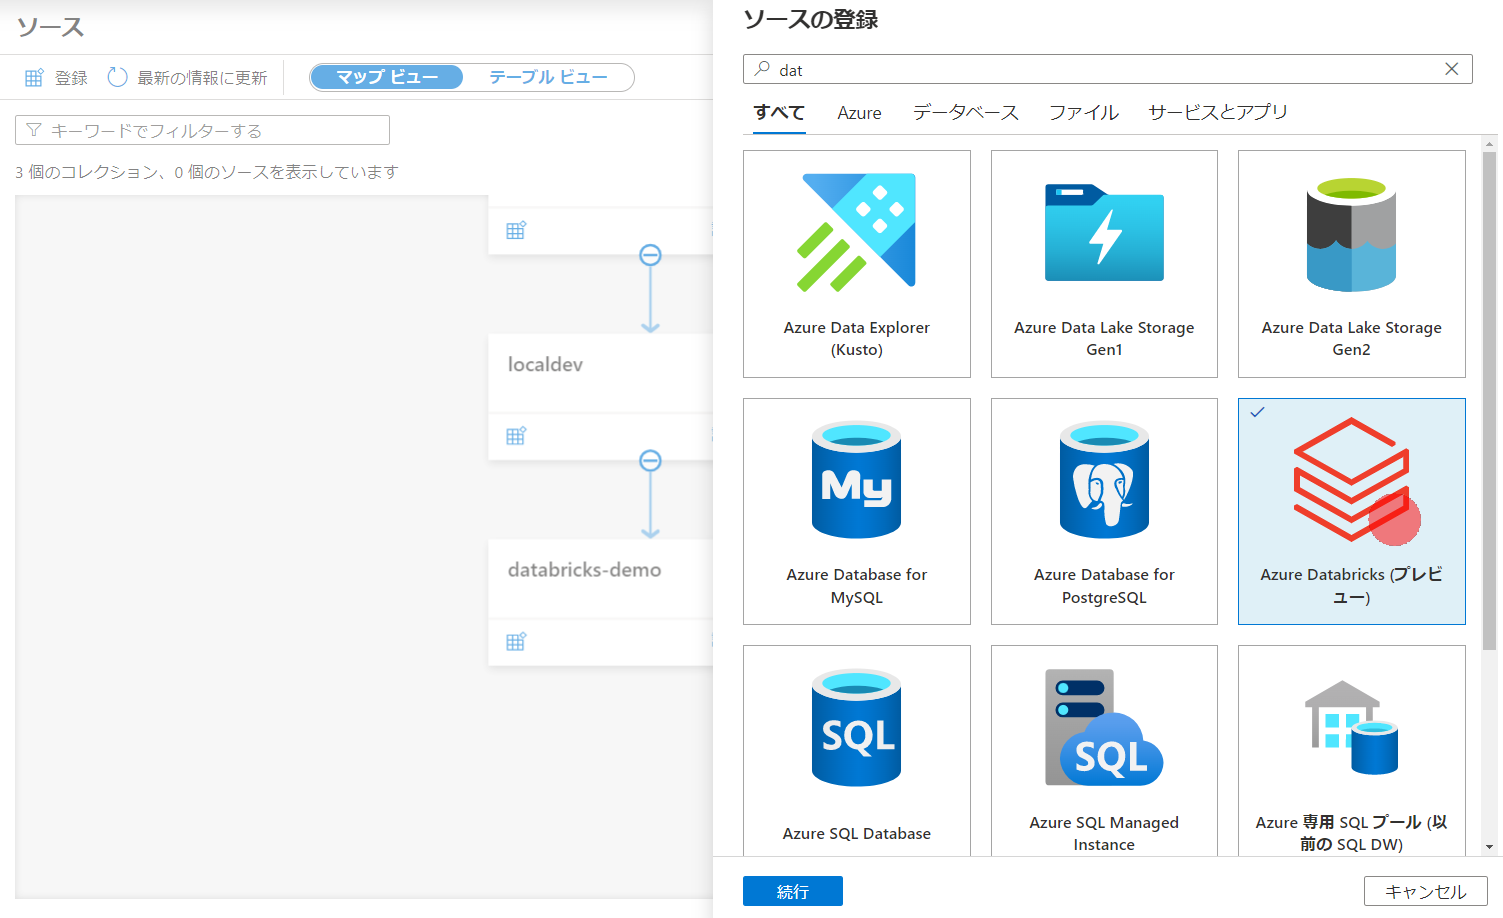 ソース
登録
最新の情報に更新
マップ ビュー
テーブル ビュー
キーワードでフィルターする
3 個のコレクション、0 個のソースを表示しています
localdev
databricks-demo
ソースの登録
dat
すべて
Azure
データベース
ファイル
サービスとアプリ
Azure Data Explorer
(Kusto)
Azure Data Lake Storage
Gen1
Azure Data Lake Storage
Gen2
My
Azure Database for
MySQL
Azure Database for
PostgreSQL
Azure Databricks (プレビ
ュー)
SQL
Azure SQL Database
SQL
Azure SQL Managed
Instance
Azure 専用 SQL プール (以
前の SQL DW)
続行
キャンセル